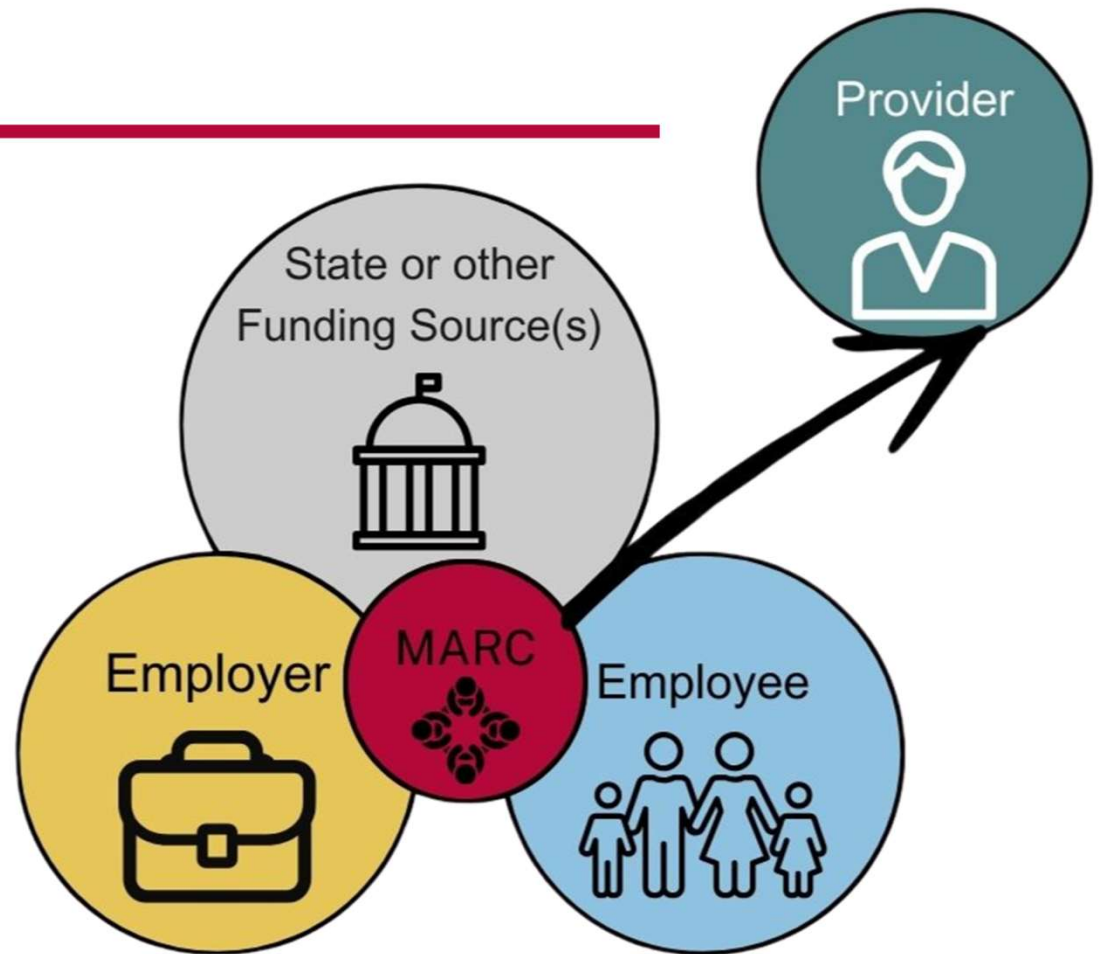 Provider
State or other
Funding Source(s)
MARC
Employer
Employee